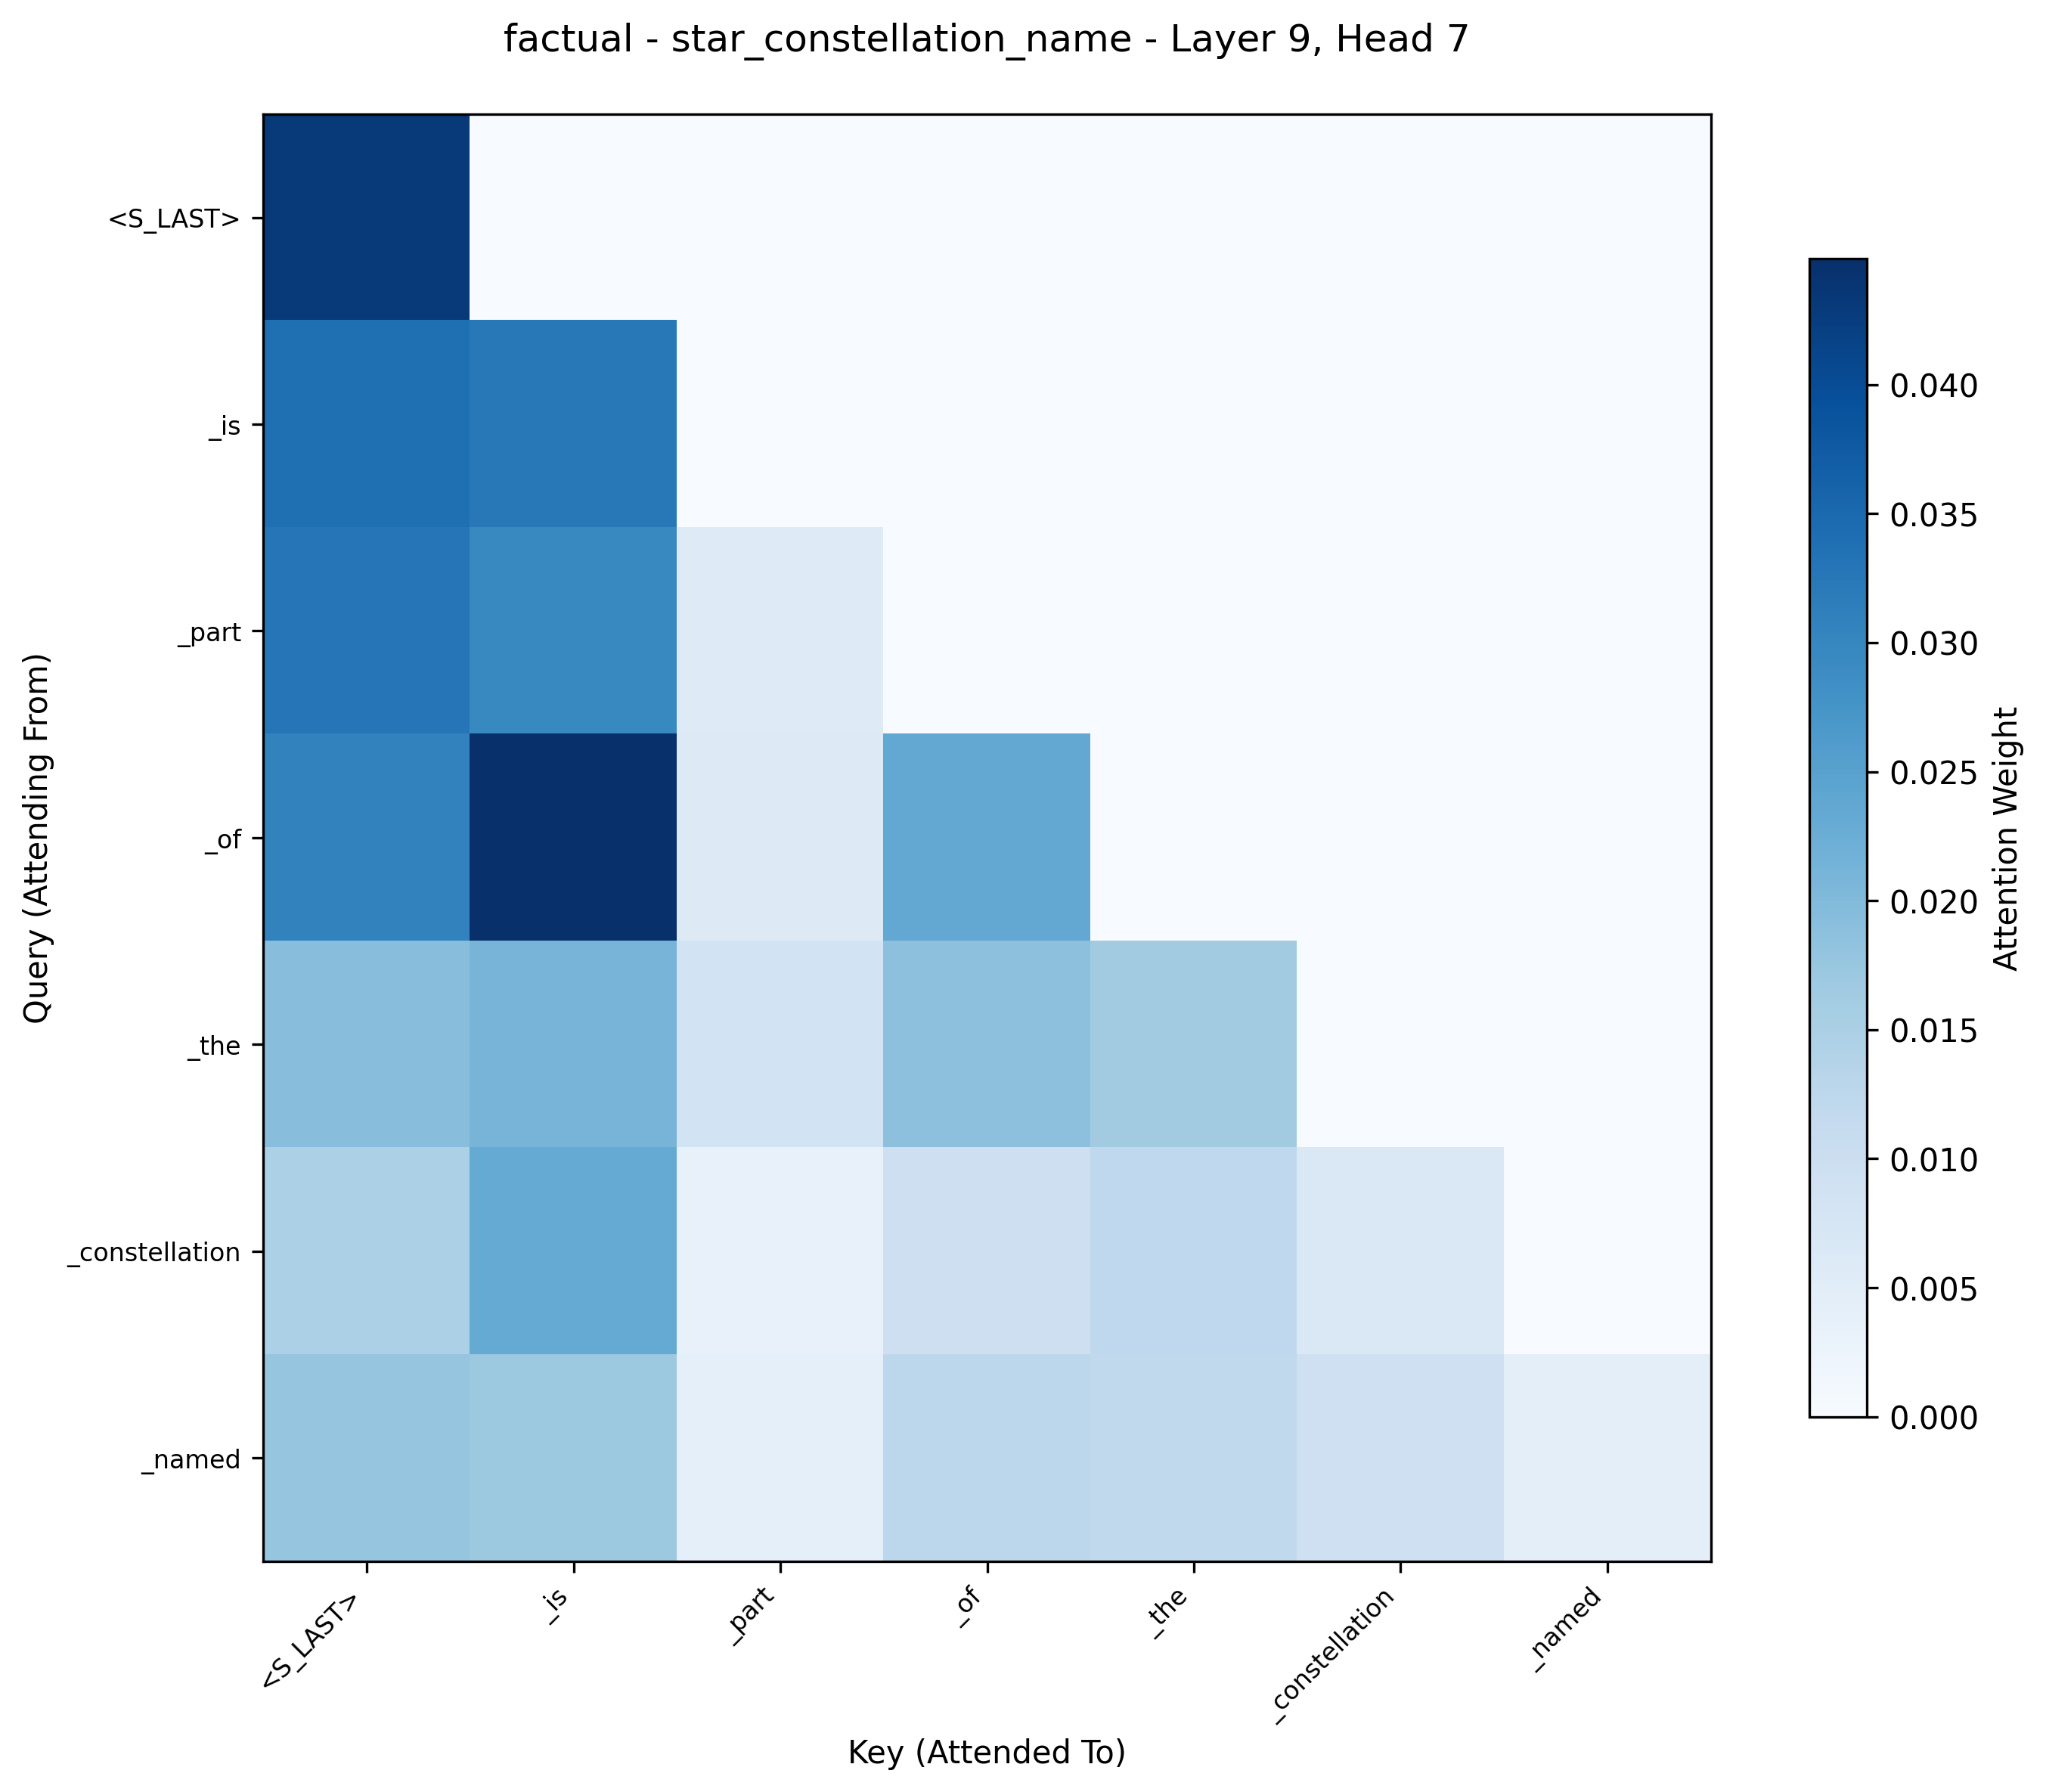 factual - star_constellation_name - Layer 9, Head 7
Query (Attending From)
<S_LAST>
_is
_part
_of
_the
_constellation
_named
<S_LAST>
_is
_part
_of
_the
_constellation
_named
Key (Attended To)
0.040
0.035
0.030
0.025
0.020
0.015
0.010
0.005
0.000
Attention Weight